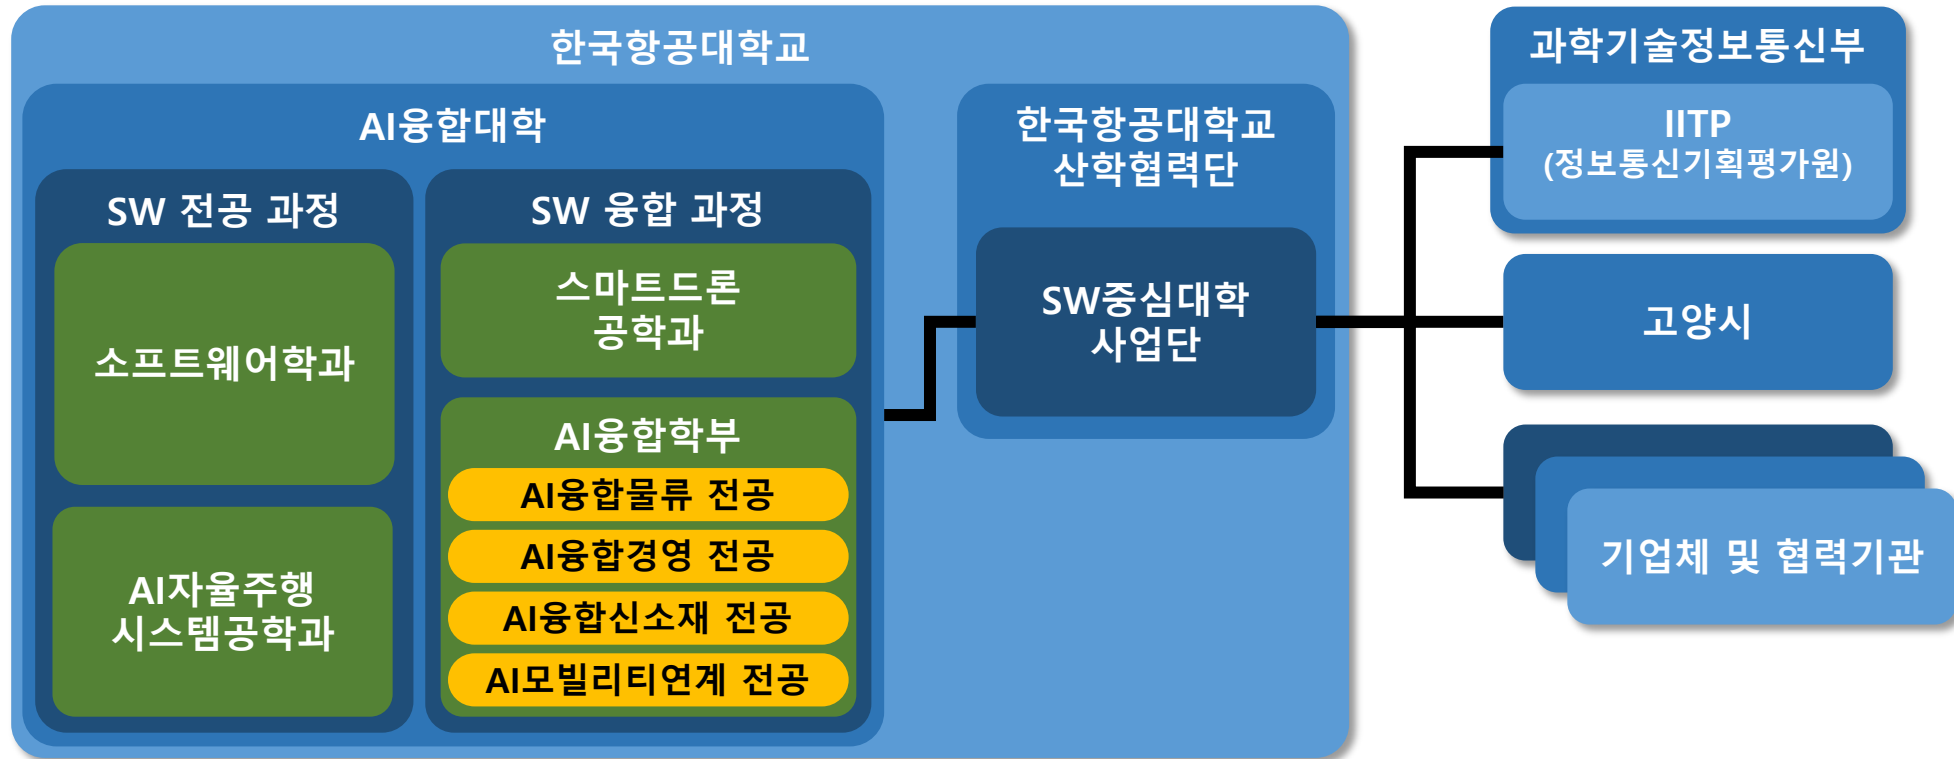 한국항공대학교
AI융합대학
SW 전공 과정
소프트웨어학과
AI자율주행
시스템공학과
SW 융합 과정
스마트드론
공학과
AI융합학부
AI융합물류 전공
AI융합경영 전공
AI융합신소재 전공
AI모빌리티연계 전공
한국항공대학교
산학협력단
SW중심대학
사업단
과학기술정보통신부
IITP
(정보통신기획평가원)
고양시
기업체 및 협력기관